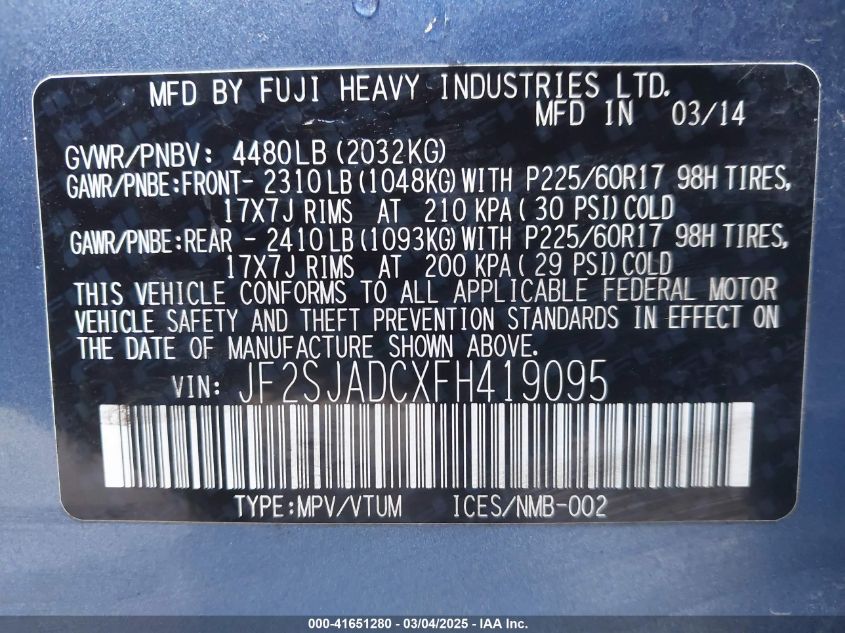 MFD BY FUJI HEAVY INDUSTRIES LTD.
MFD IN 03/14
GVWR/PNBV: 4480LB (2032KG)
GAWR/PNBE:FRONT- 2310LB (1048KG) WITH P225/60R17 98H TIRES,
17X7J RIMS AT 210 KPA ( 30 PSI) COLD
GAWR/PNBE:REAR - 2410LB (1093KG) WITH P225/60R17 98H TIRES,
17X7J RIMS AT 200 KPA ( 29 PSI) COLD
THIS VEHICLE CONFORMS TO ALL APPLICABLE FEDERAL MOTOR
VEHICLE SAFETY AND THEFT PREVENTION STANDARDS IN EFFECT ON
THE DATE OF MANUFACTURE SHOWN ABOVE.
VIN: JF2SJADCXFH419095
TYPE:MPV/VTUM ICES/NMB-002
000-41651280 - 03/04/2025 - IAA Inc.